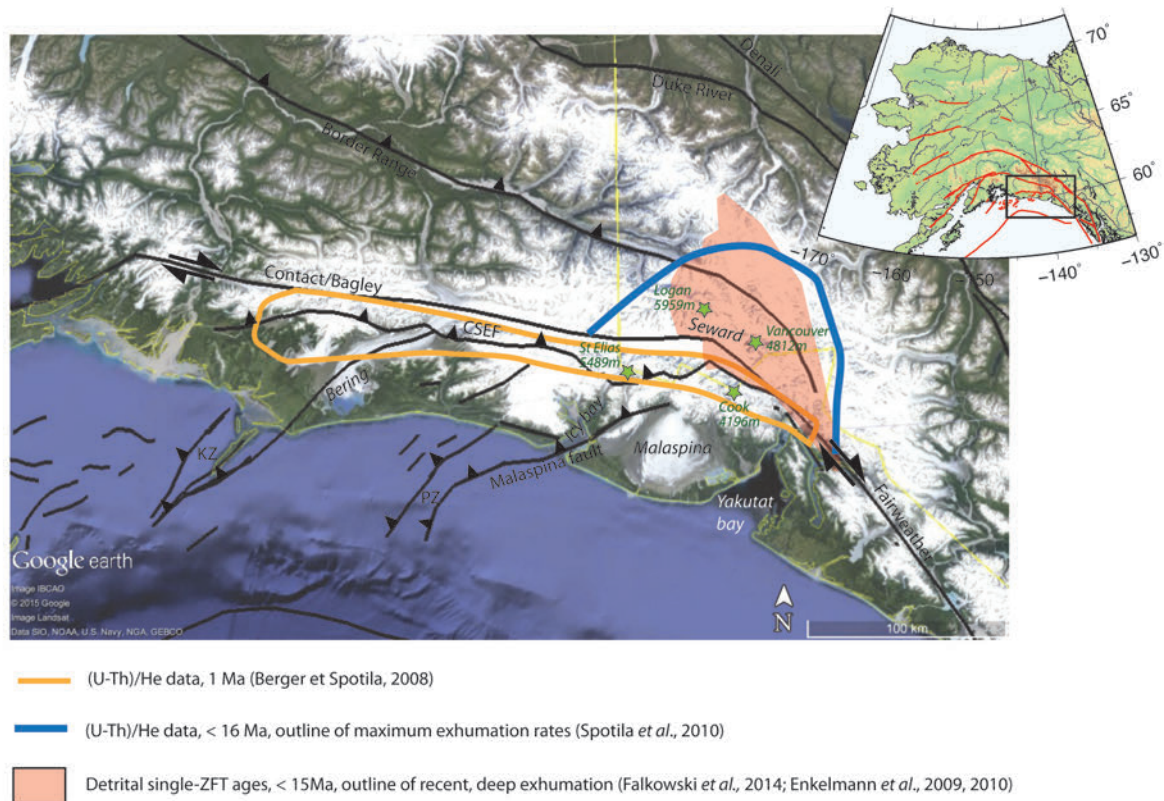 70°
65°
60°
-130°
-140°
-150°
-160°
-170°
Denali
Duke River
Border Range
Contact/Bagley
CSEF
Logan
5959m
Seward
Vancouver
4812m
St Elias
5489m
Cook
4196m
Bering
Icy bay
Malaspina
Malaspina fault
KZ
PZ
Yakutat
bay
Fairweather
Google earth
Image IBCAO
© 2015 Google
Image Landsat
Data SIO, NOAA, U.S. Navy, NGA, GEBCO
N
100 km
(U-Th)/He data, 1 Ma (Berger et Spotila, 2008)
(U-Th)/He data, < 16 Ma, outline of maximum exhumation rates (Spotila et al., 2010)
Detrital single-ZFT ages, < 15Ma, outline of recent, deep exhumation (Falkowski et al., 2014; Enkelmann et al., 2009, 2010)